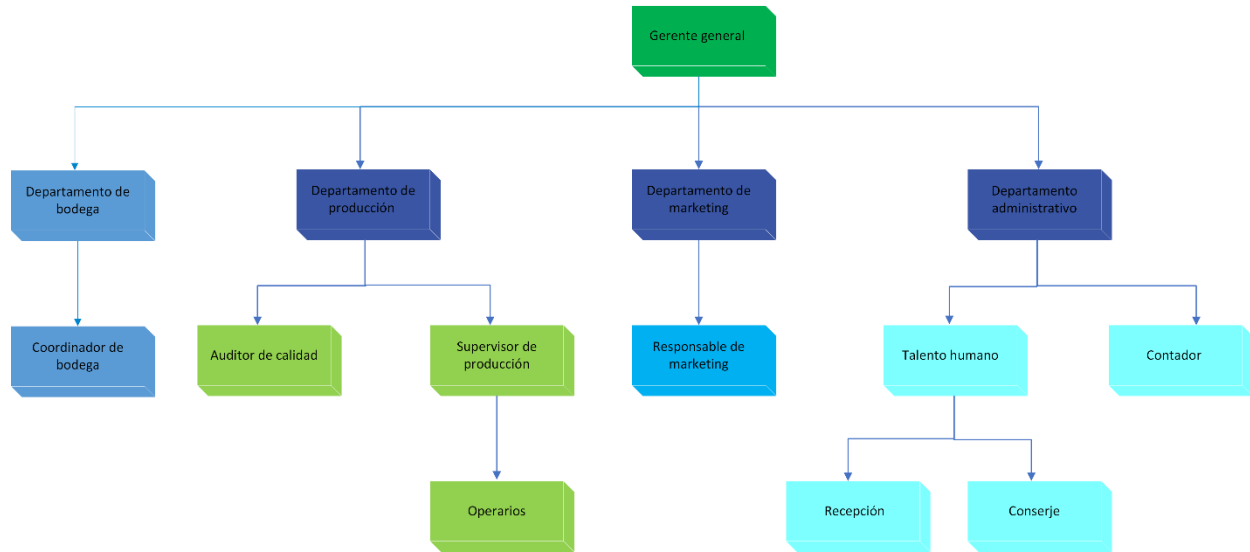 Gerente general
Departamento de
bodega
Departamento de
producción
Departamento de
marketing
Departamento
administrativo
Coordinador de
bodega
Auditor de calidad
Supervisor de
producción
Responsable de
marketing
Talento humano
Contador
Operarios
Recepción
Conserje